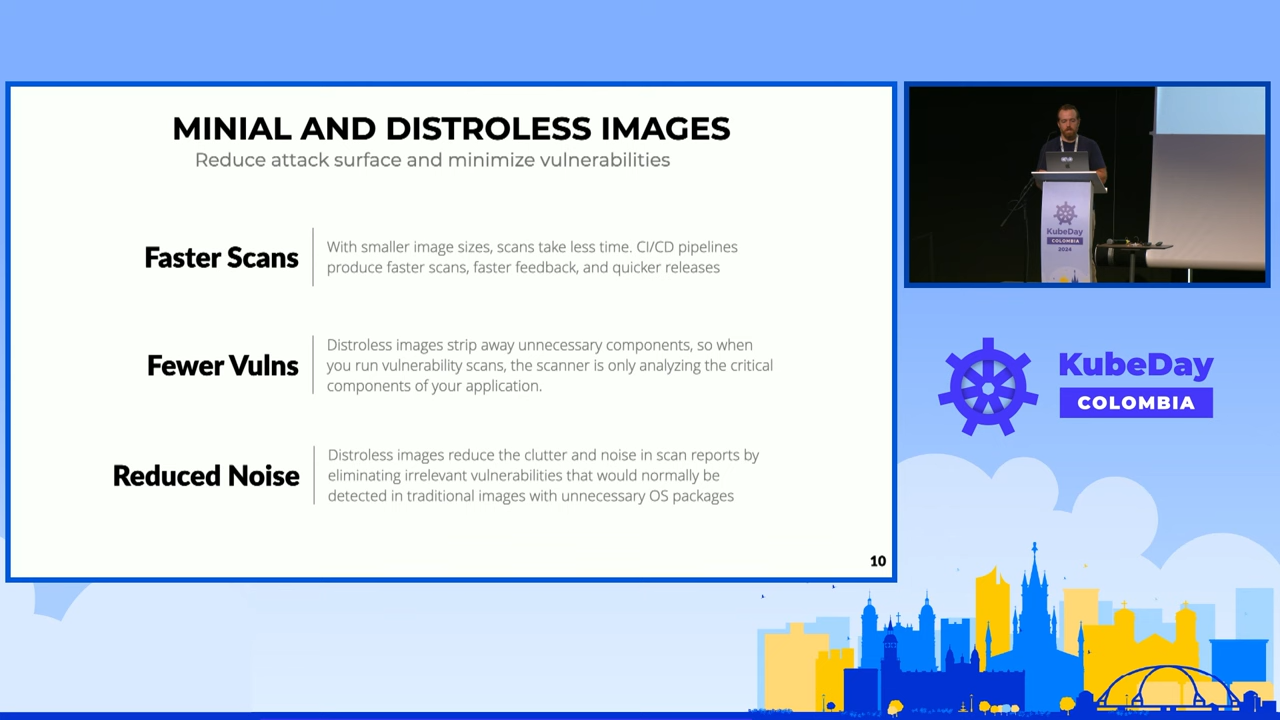 MINIAL AND DISTROLESS IMAGES
Reduce attack surface and minimize vulnerabilities
Faster Scans
With smaller image sizes, scans take less time. CI/CD pipelines
produce faster scans, faster feedback, and quicker releases
Fewer Vulns
Distroless images strip away unnecessary components, so when
you run vulnerability scans, the scanner is only analyzing the critical
components of your application.
Reduced Noise
Distroless images reduce the clutter and noise in scan reports by
eliminating irrelevant vulnerabilities that would normally be
detected in traditional images with unnecessary OS packages
10
KubeDay
COLOMBIA
2024
KubeDay
COLOMBIA